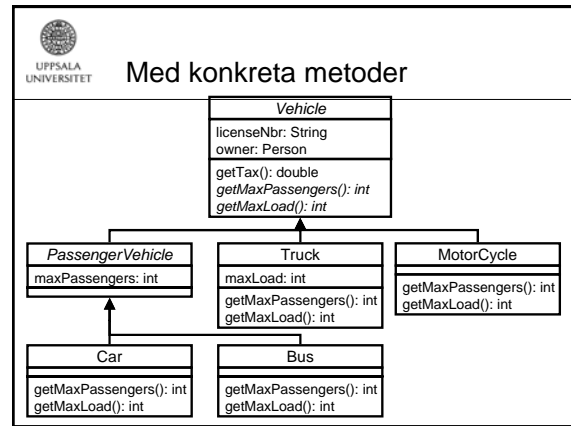 UPPSALA
UNIVERSITET
Med konkreta metoder
Vehicle
licenseNbr: String
owner: Person
getTax(): double
getMaxPassengers(): int
getMaxLoad(): int
PassengerVehicle
maxPassengers: int
Truck
maxLoad: int
getMaxPassengers(): int
getMaxLoad(): int
MotorCycle
getMaxPassengers(): int
getMaxLoad(): int
Car
getMaxPassengers(): int
getMaxLoad(): int
Bus
getMaxPassengers(): int
getMaxLoad(): int